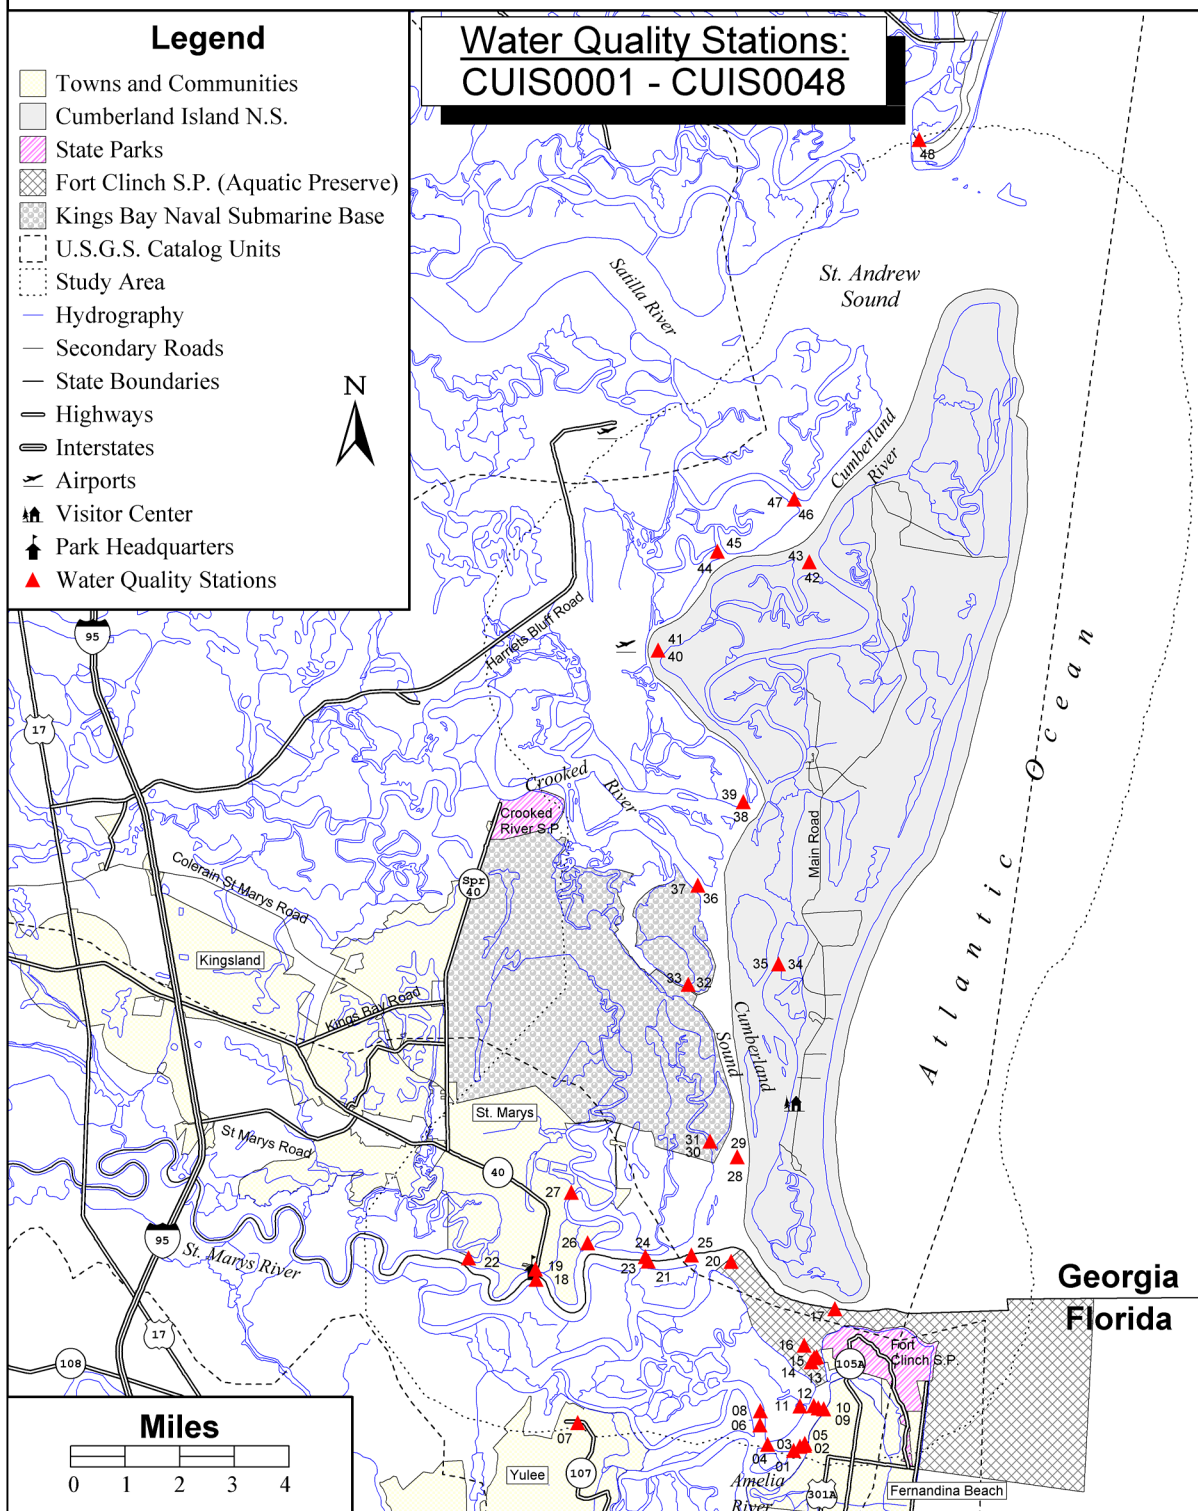 Legend
Towns and Communities
Cumberland Island N.S.
State Parks
Fort Clinch S.P. (Aquatic Preserve)
Kings Bay Naval Submarine Base
U.S.G.S. Catalog Units
Study Area
Hydrography
Secondary Roads
State Boundaries
Highways
Interstates
Airports
Visitor Center
Park Headquarters
Water Quality Stations
N
Water Quality Stations:
CUIS0001 - CUIS0048
48
Satilla River
St. Andrew
Sound
Cumberland
River
47
46
45
44
43
42
41
40
Harriets Bluff Road
95
17
Crooked
River
39
38
Crooked
River S.P.
Main Road
Atlantic Ocean
Colerain St Marys Road
Spr
40
37
36
Kingsland
35
34
33
32
Kings Bay Road
Cumberland
Sound
St. Marys
St Marys Road
31
30
29
28
40
27
95
St. Marys River
26
24
25
22
19
18
23
21
20
Georgia
Florida
17
17
16
15
14
13
105A
Fort
Clinch S.P.
108
12
11
10
09
08
06
07
05
03
02
04
01
Miles
0 1 2 3 4
Yulee
107
Amelia
River
301A
Fernandina Beach